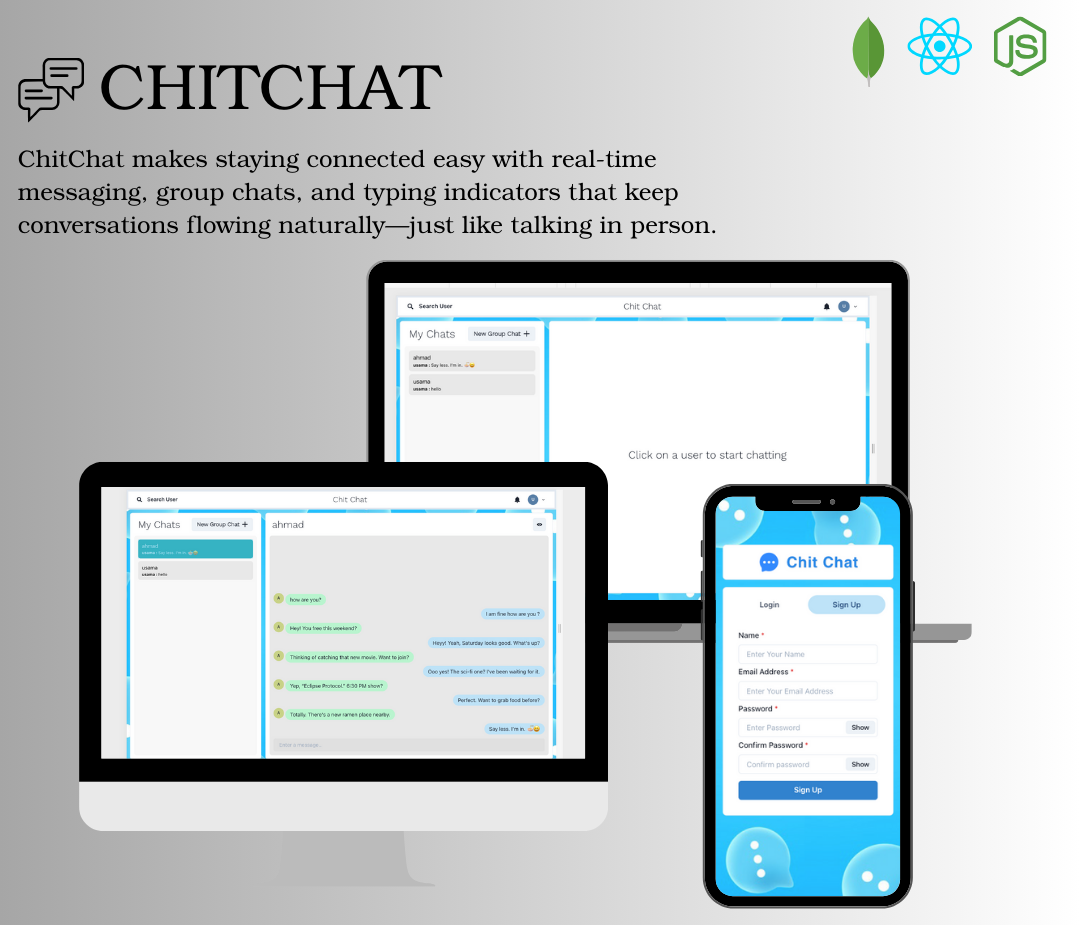 JS
CHITCHAT
ChitChat makes staying connected easy with real-time
messaging, group chats, and typing indicators that keep
conversations flowing naturally—just like talking in person.
Search User
Chit Chat
U
My Chats
New Group Chat +
ahmad
usama : Say less. I'm in. 🍜😄
usama
usama : hello
Click on a user to start chatting
Search User
Chit Chat
U
My Chats
New Group Chat +
ahmad
usama : Say less. I'm in. 🍜😄
usama
usama : hello
ahmad
A
how are you?
I am fine how are you ?
A
Hey! You free this weekend?
Heyy! Yeah, Saturday looks good. What's up?
A
Thinking of catching that new movie. Want to join?
Ooo yes! The sci-fi one? I've been waiting for it.
A
Yep, "Eclipse Protocol." 8:30 PM show?
Perfect. Want to grab food before?
A
Totally. There's a new ramen place nearby.
Say less. I'm in. 🍜😄
Enter a message...
Chit Chat
Login
Sign Up
Name *
Enter Your Name
Email Address *
Enter Your Email Address
Password *
Enter Password
Show
Confirm Password *
Confirm password
Show
Sign Up